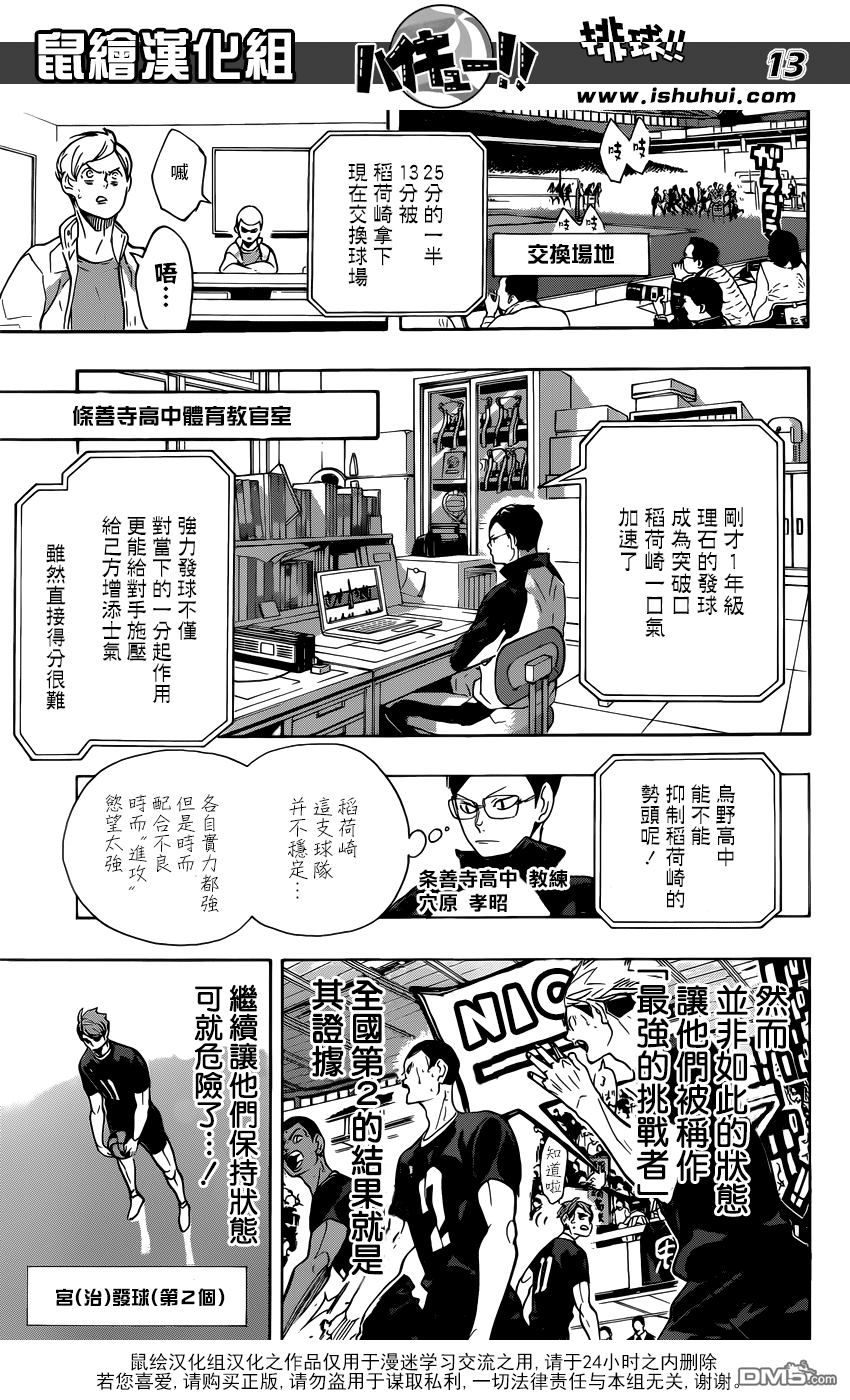 鼠繪漢化組
ハイキュー!!
排球!!
13
www.ishuhui.com
ガララララ
吱
吱
吱
吱
交換場地
25分的一半
13分被
稻荷崎拿下
現在交換球場
喊
唔…
條善寺高中體育教官室
剛才1年級
理石的發球
成為突破口
稻荷崎一口氣
加速了
強力發球不僅
對當下的一分起作用
更能給對手施壓
給己方增添士氣
雖然直接得分很難
烏野高中
能不能
抑制稻荷崎的
勢頭呢!
条善寺高中 教練
穴原 孝昭
稻荷崎
這支球隊
并不穩定…
各自實力都強
但是時而
配合不良
時而"進攻"
慾望太強
然而
並非如此的狀態
讓他們被稱作
「最強的挑戰者」
NIC
全國第2的結果就是
其證據
知道啦
2
11
繼續讓他們保持狀態
可就危險了…!
11
宮(治)發球(第2個)
鼠绘汉化组汉化之作品仅用于漫迷学习交流之用, 请于24小时之内删除
若您喜爱, 请购买正版, 请勿盗用于谋取私利, 一切法律责任与本组无关, 谢谢。
DM5.com